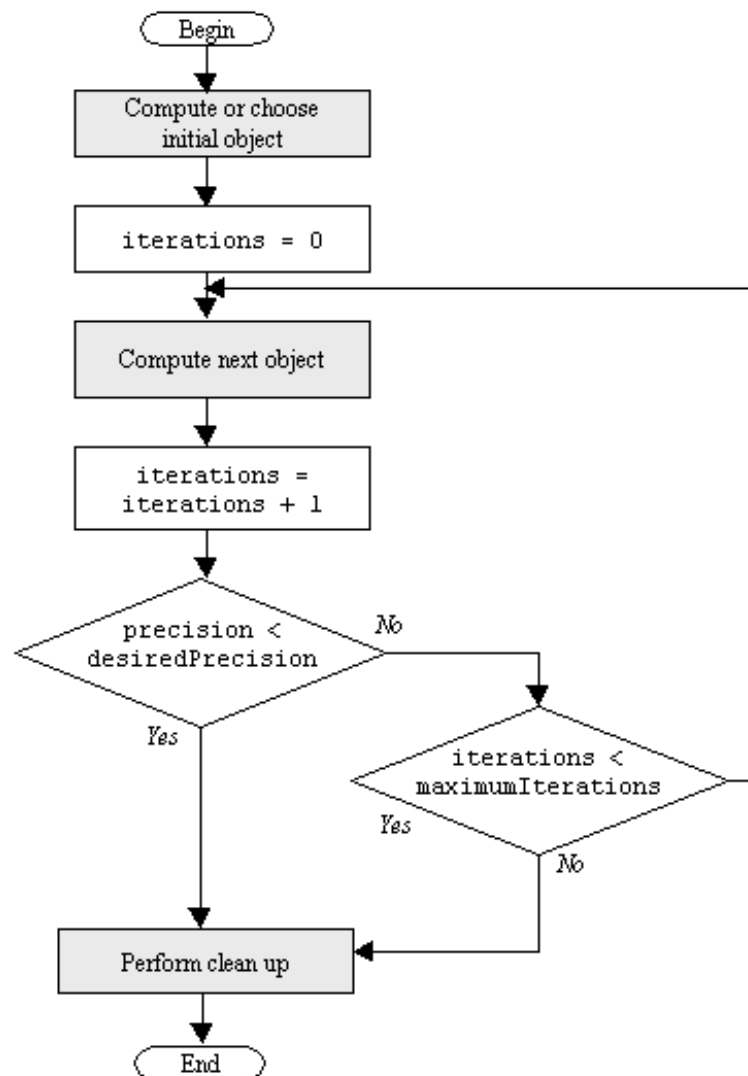 Begin
Compute or choose
initial object
iterations = 0
Compute next object
iterations =
iterations + 1
precision <
desiredPrecision
No
Yes
iterations <
maximumIterations
Yes
No
Perform clean up
End